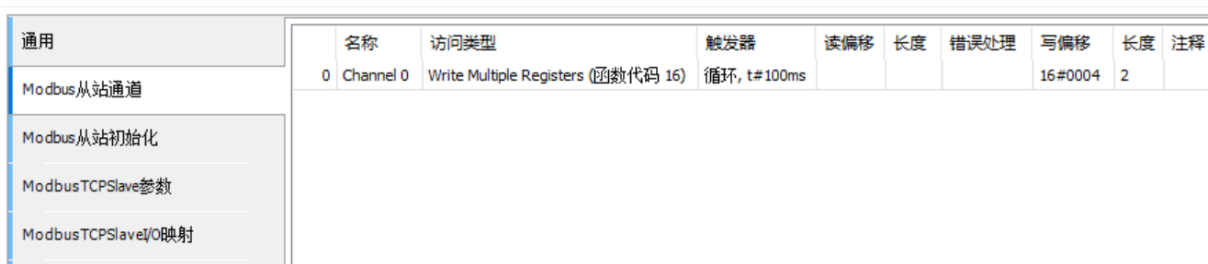 通用
Modbus从站通道
Modbus从站初始化
ModbusTCPSlave参数
ModbusTCPSlaveI/O映射
名称 访问类型 触发器 读偏移 长度 错误处理 写偏移 长度 注释
0 Channel 0 Write Multiple Registers (函数代码 16) 循环, t#100ms 16#0004 2